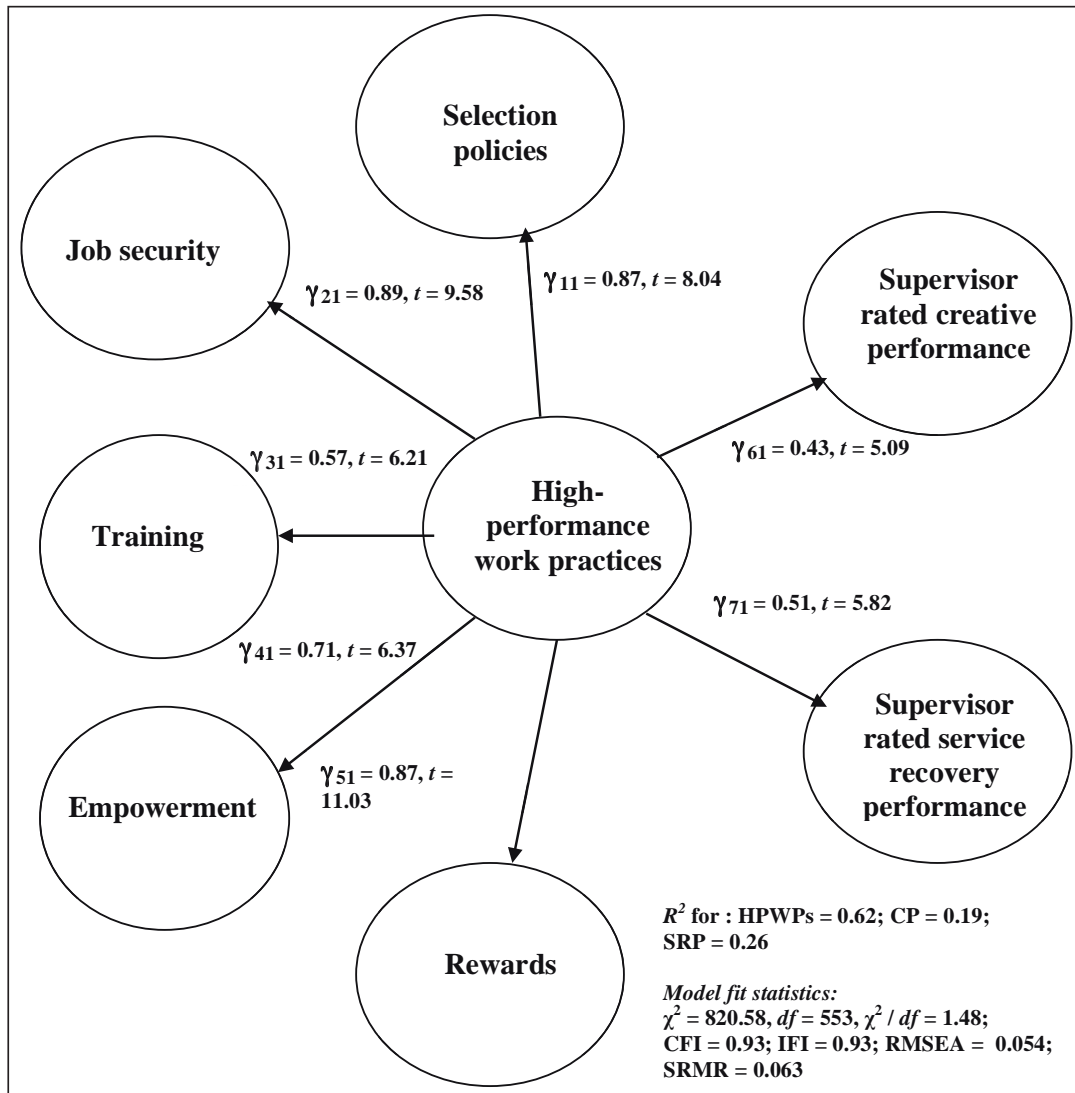 Selection
policies
Job security
γ21 = 0.89, t = 9.58
γ11 = 0.87, t = 8.04
Supervisor
rated creative
performance
γ61 = 0.43, t = 5.09
γ31 = 0.57, t = 6.21
Training
High-
performance
work practices
γ71 = 0.51, t = 5.82
γ41 = 0.71, t = 6.37
Supervisor
rated service
recovery
performance
Empowerment
γ51 = 0.87, t =
11.03
Rewards
R² for : HPWPs = 0.62; CP = 0.19;
SRP = 0.26
Model fit statistics:
χ² = 820.58, df = 553, χ² / df = 1.48;
CFI = 0.93; IFI = 0.93; RMSEA = 0.054;
SRMR = 0.063